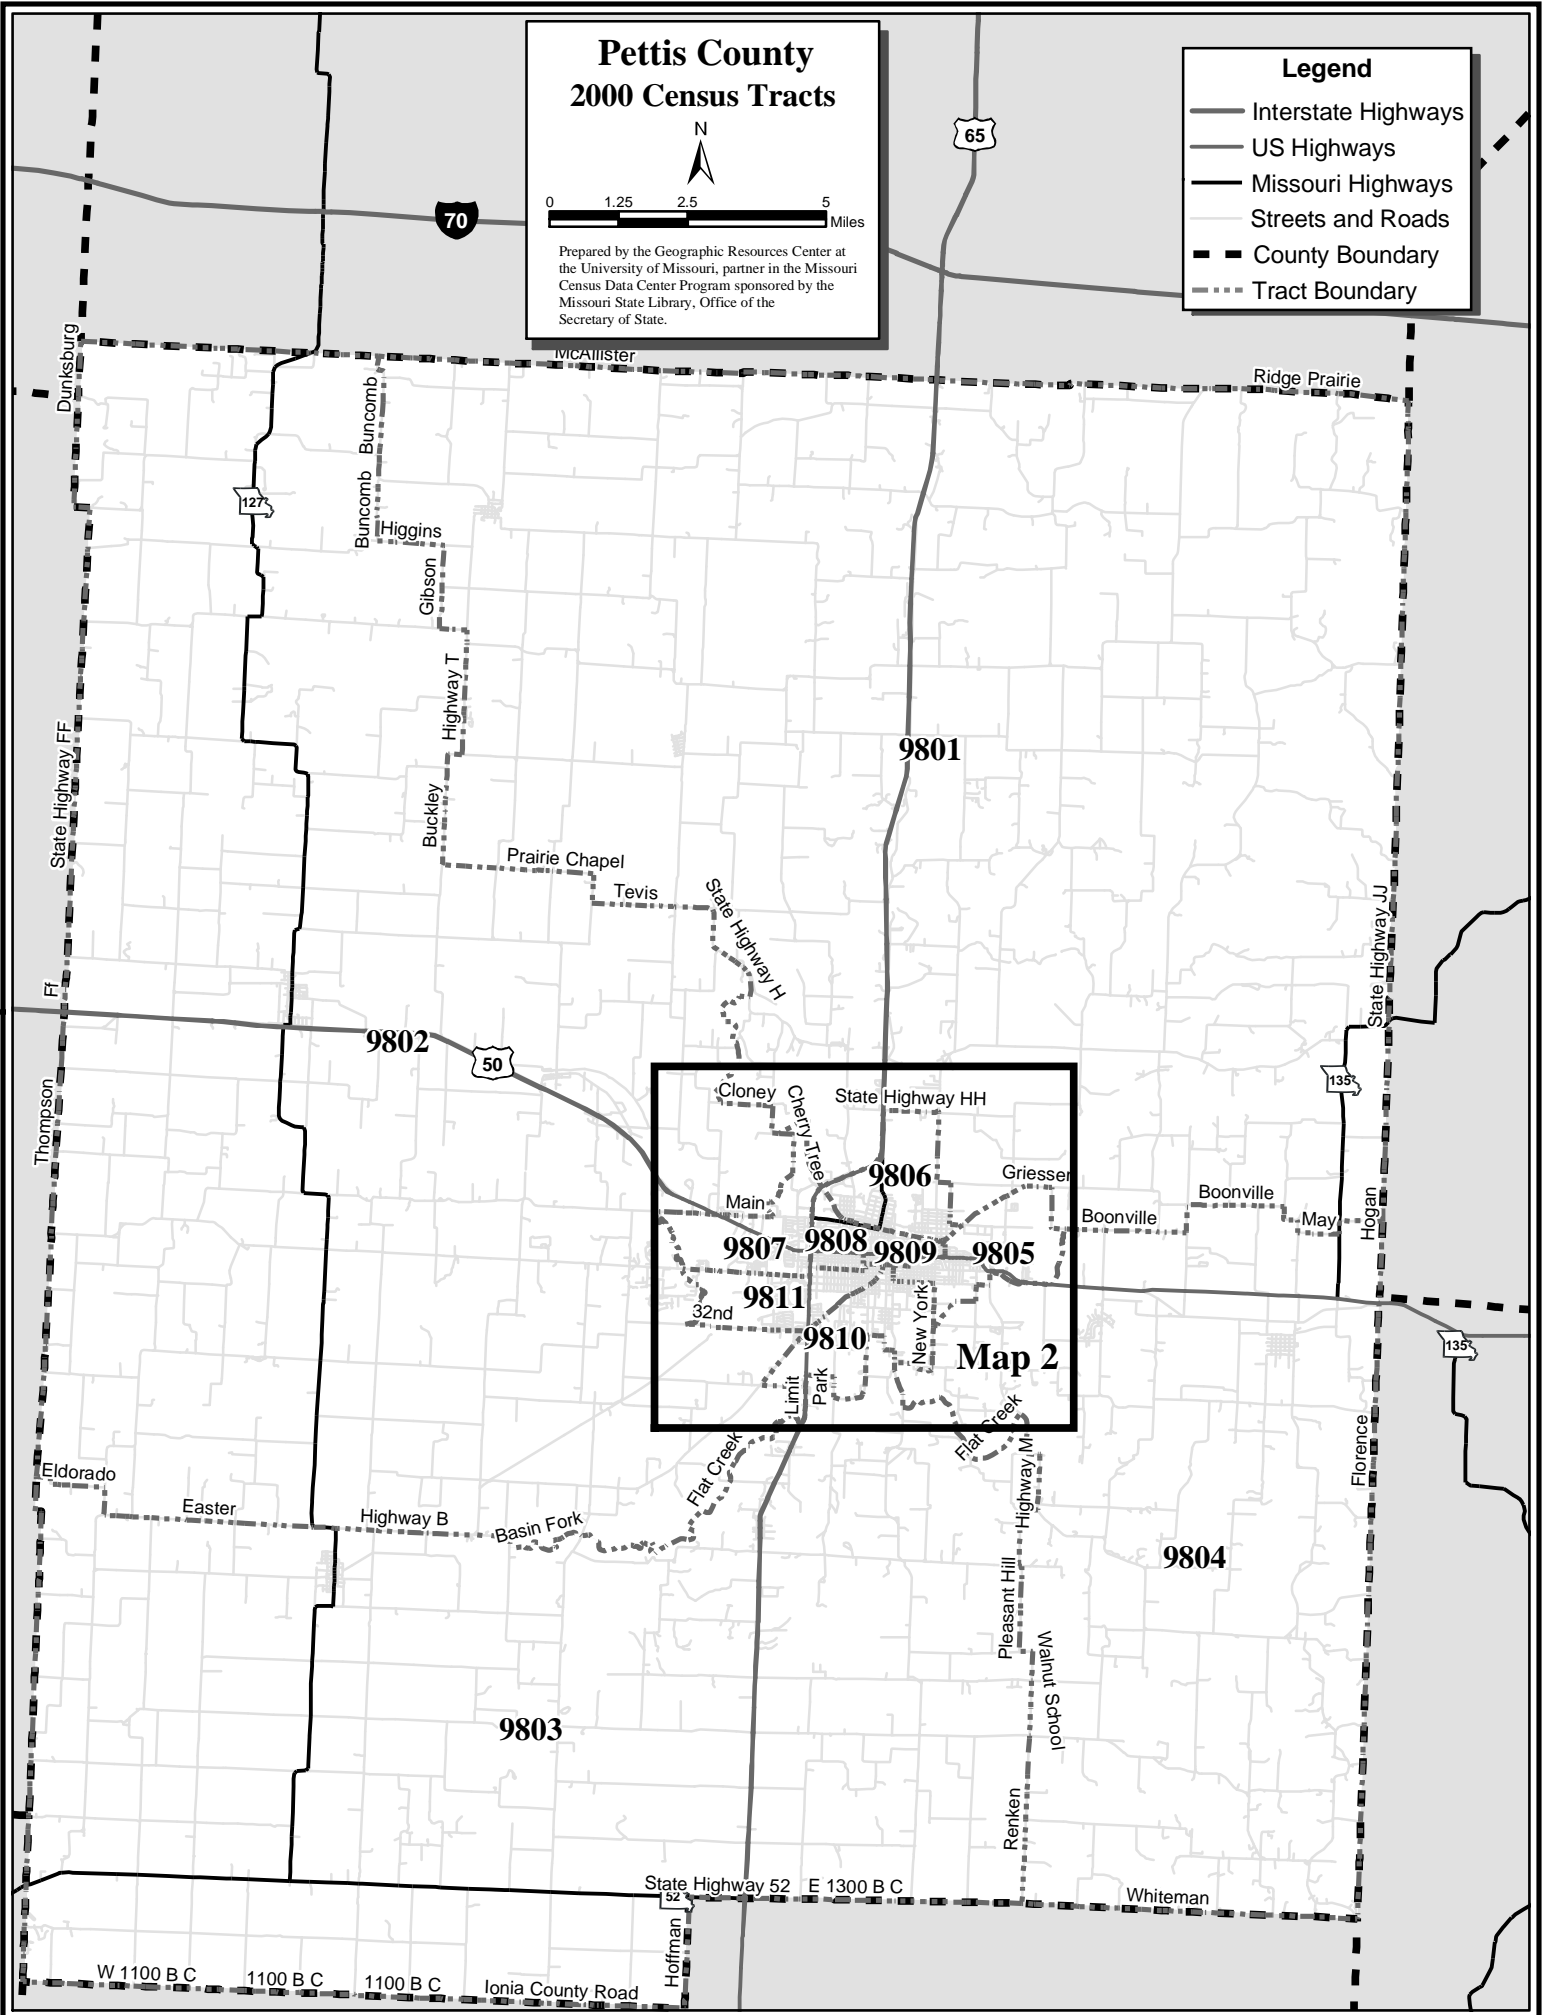 Pettis County
2000 Census Tracts
N
0 1.25 2.5 5
Miles
Prepared by the Geographic Resources Center at
the University of Missouri, partner in the Missouri
Census Data Center Program sponsored by the
Missouri State Library, Office of the
Secretary of State.
Legend
Interstate Highways
US Highways
Missouri Highways
Streets and Roads
County Boundary
Tract Boundary
65
70
McAllister
Ridge Prairie
Dunksburg
Buncomb
Buncomb
127
Higgins
Gibson
Highway T
State Highway FF
9801
Buckley
Prairie Chapel
Tevis
State Highway H
State Highway JJ
Ff
9802
50
135
Thompson
Cloney
Cherry Tree
State Highway HH
9806
Griesser
Main
Boonville
Boonville
May
Hogan
9807
9808
9809
9805
9811
32nd
9810
New York
Map 2
135
Limit
Park
Flat Creek
Flat Creek
Highway M
Florence
Eldorado
Easter
Highway B
Basin Fork
9804
Pleasant Hill
Walnut School
9803
Renken
State Highway 52
E 1300 B C
52
Whiteman
Hoffman
W 1100 B C
1100 B C
1100 B C
Ionia County Road